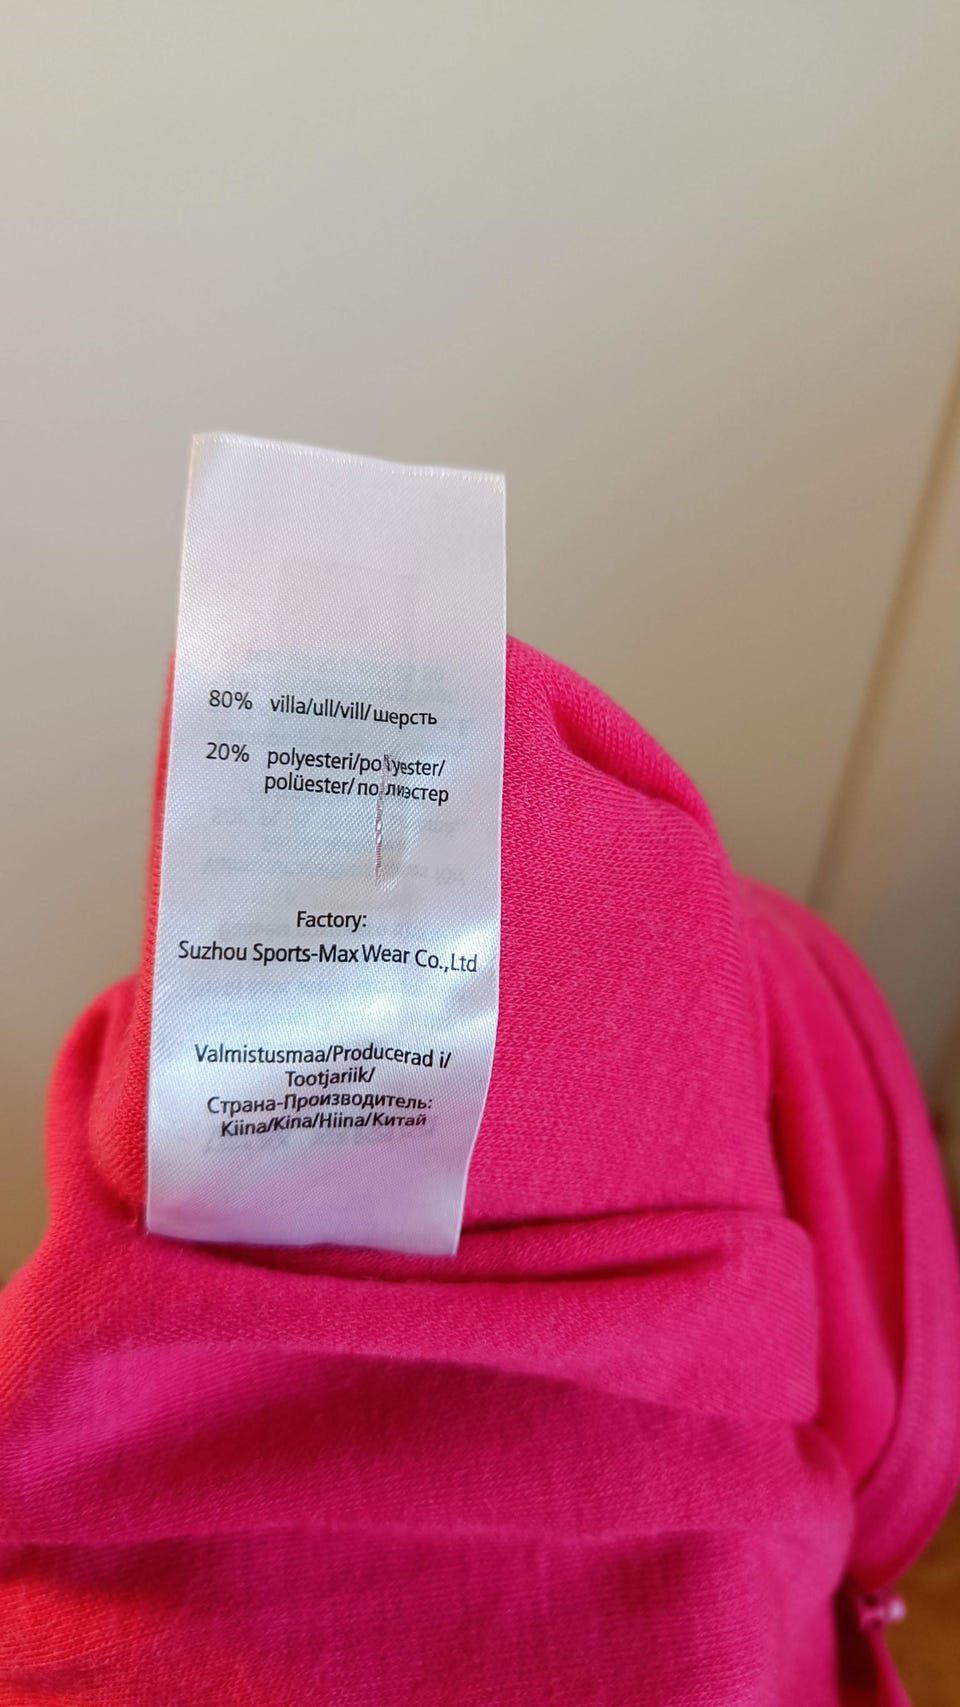 80% villa/ull/vill/шерсть
20% polyesteri/polyester/
polüester/полиэстер
Factory:
Suzhou Sports-Max Wear Co.,Ltd
Valmistusmaa/Producerad i/
Tootjariik/
Страна-Производитель:
Kiina/Kina/Hiina/Китай